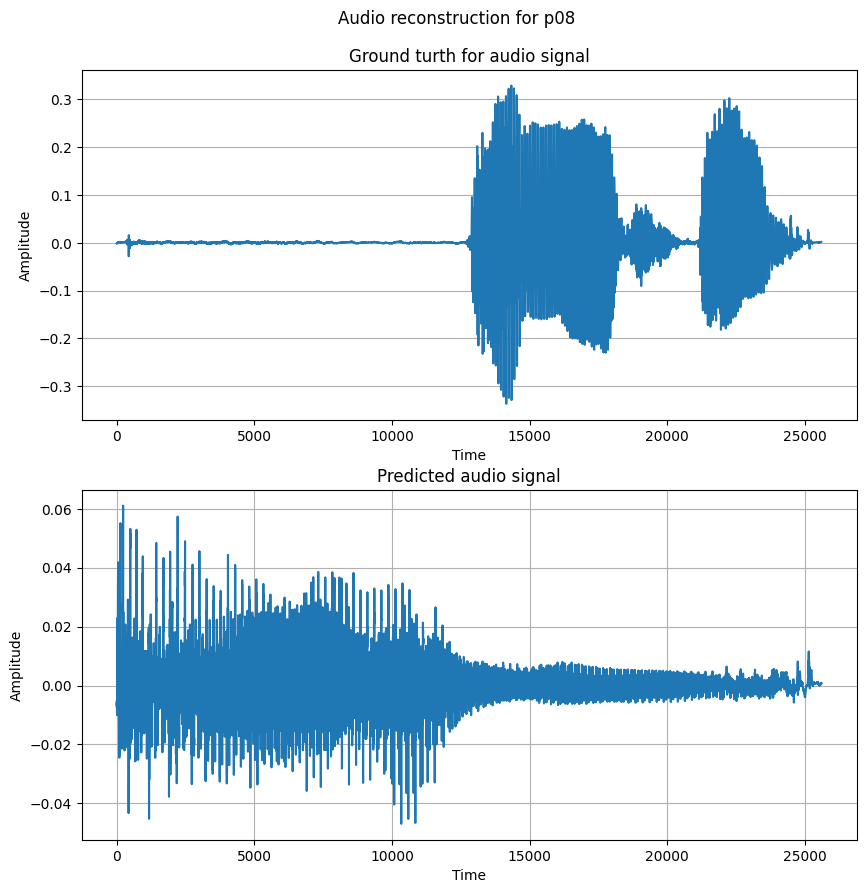 Audio reconstruction for p08
Ground turth for audio signal
0.3
0.2
0.1
0.0
−0.1
−0.2
−0.3
Amplitude
0 5000 10000 15000 20000 25000
Time
Predicted audio signal
0.06
0.04
0.02
0.00
−0.02
−0.04
Amplitude
0 5000 10000 15000 20000 25000
Time